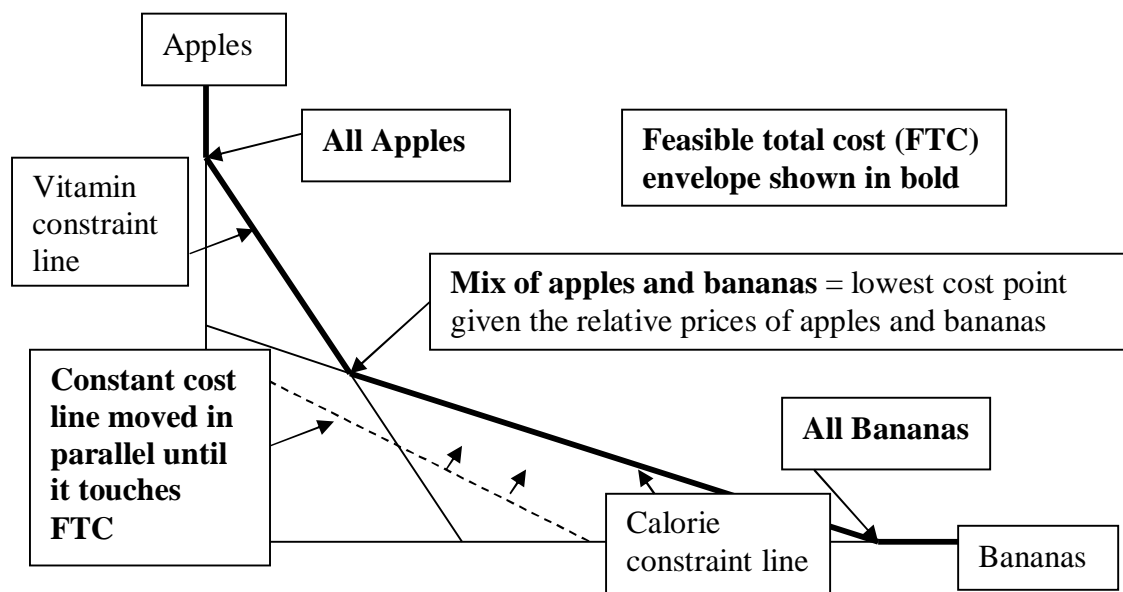 Apples
All Apples
Feasible total cost (FTC)
envelope shown in bold
Vitamin
constraint
line
Mix of apples and bananas = lowest cost point
given the relative prices of apples and bananas
Constant cost
line moved in
parallel until
it touches
FTC
All Bananas
Calorie
constraint line
Bananas